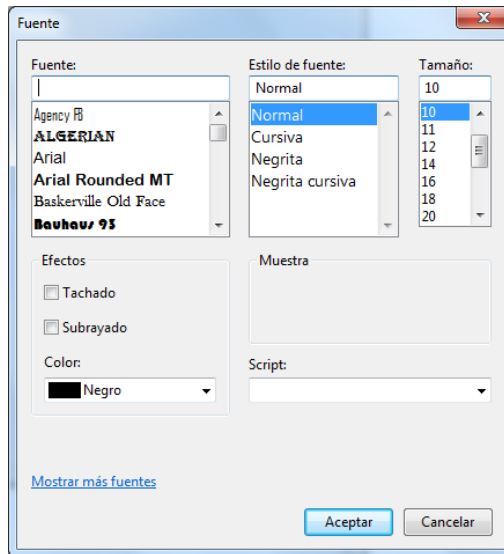 Fuente
Fuente:
Estilo de fuente:
Tamaño:
Normal
10
Agency FB
ALGERIAN
Arial
Arial Rounded MT
Baskerville Old Face
Bauhaus 93
Normal
Cursiva
Negrita
Negrita cursiva
10
11
12
14
16
18
20
Efectos
Tachado
Subrayado
Color:
Negro
Muestra
Script:
Mostrar más fuentes
Aceptar
Cancelar